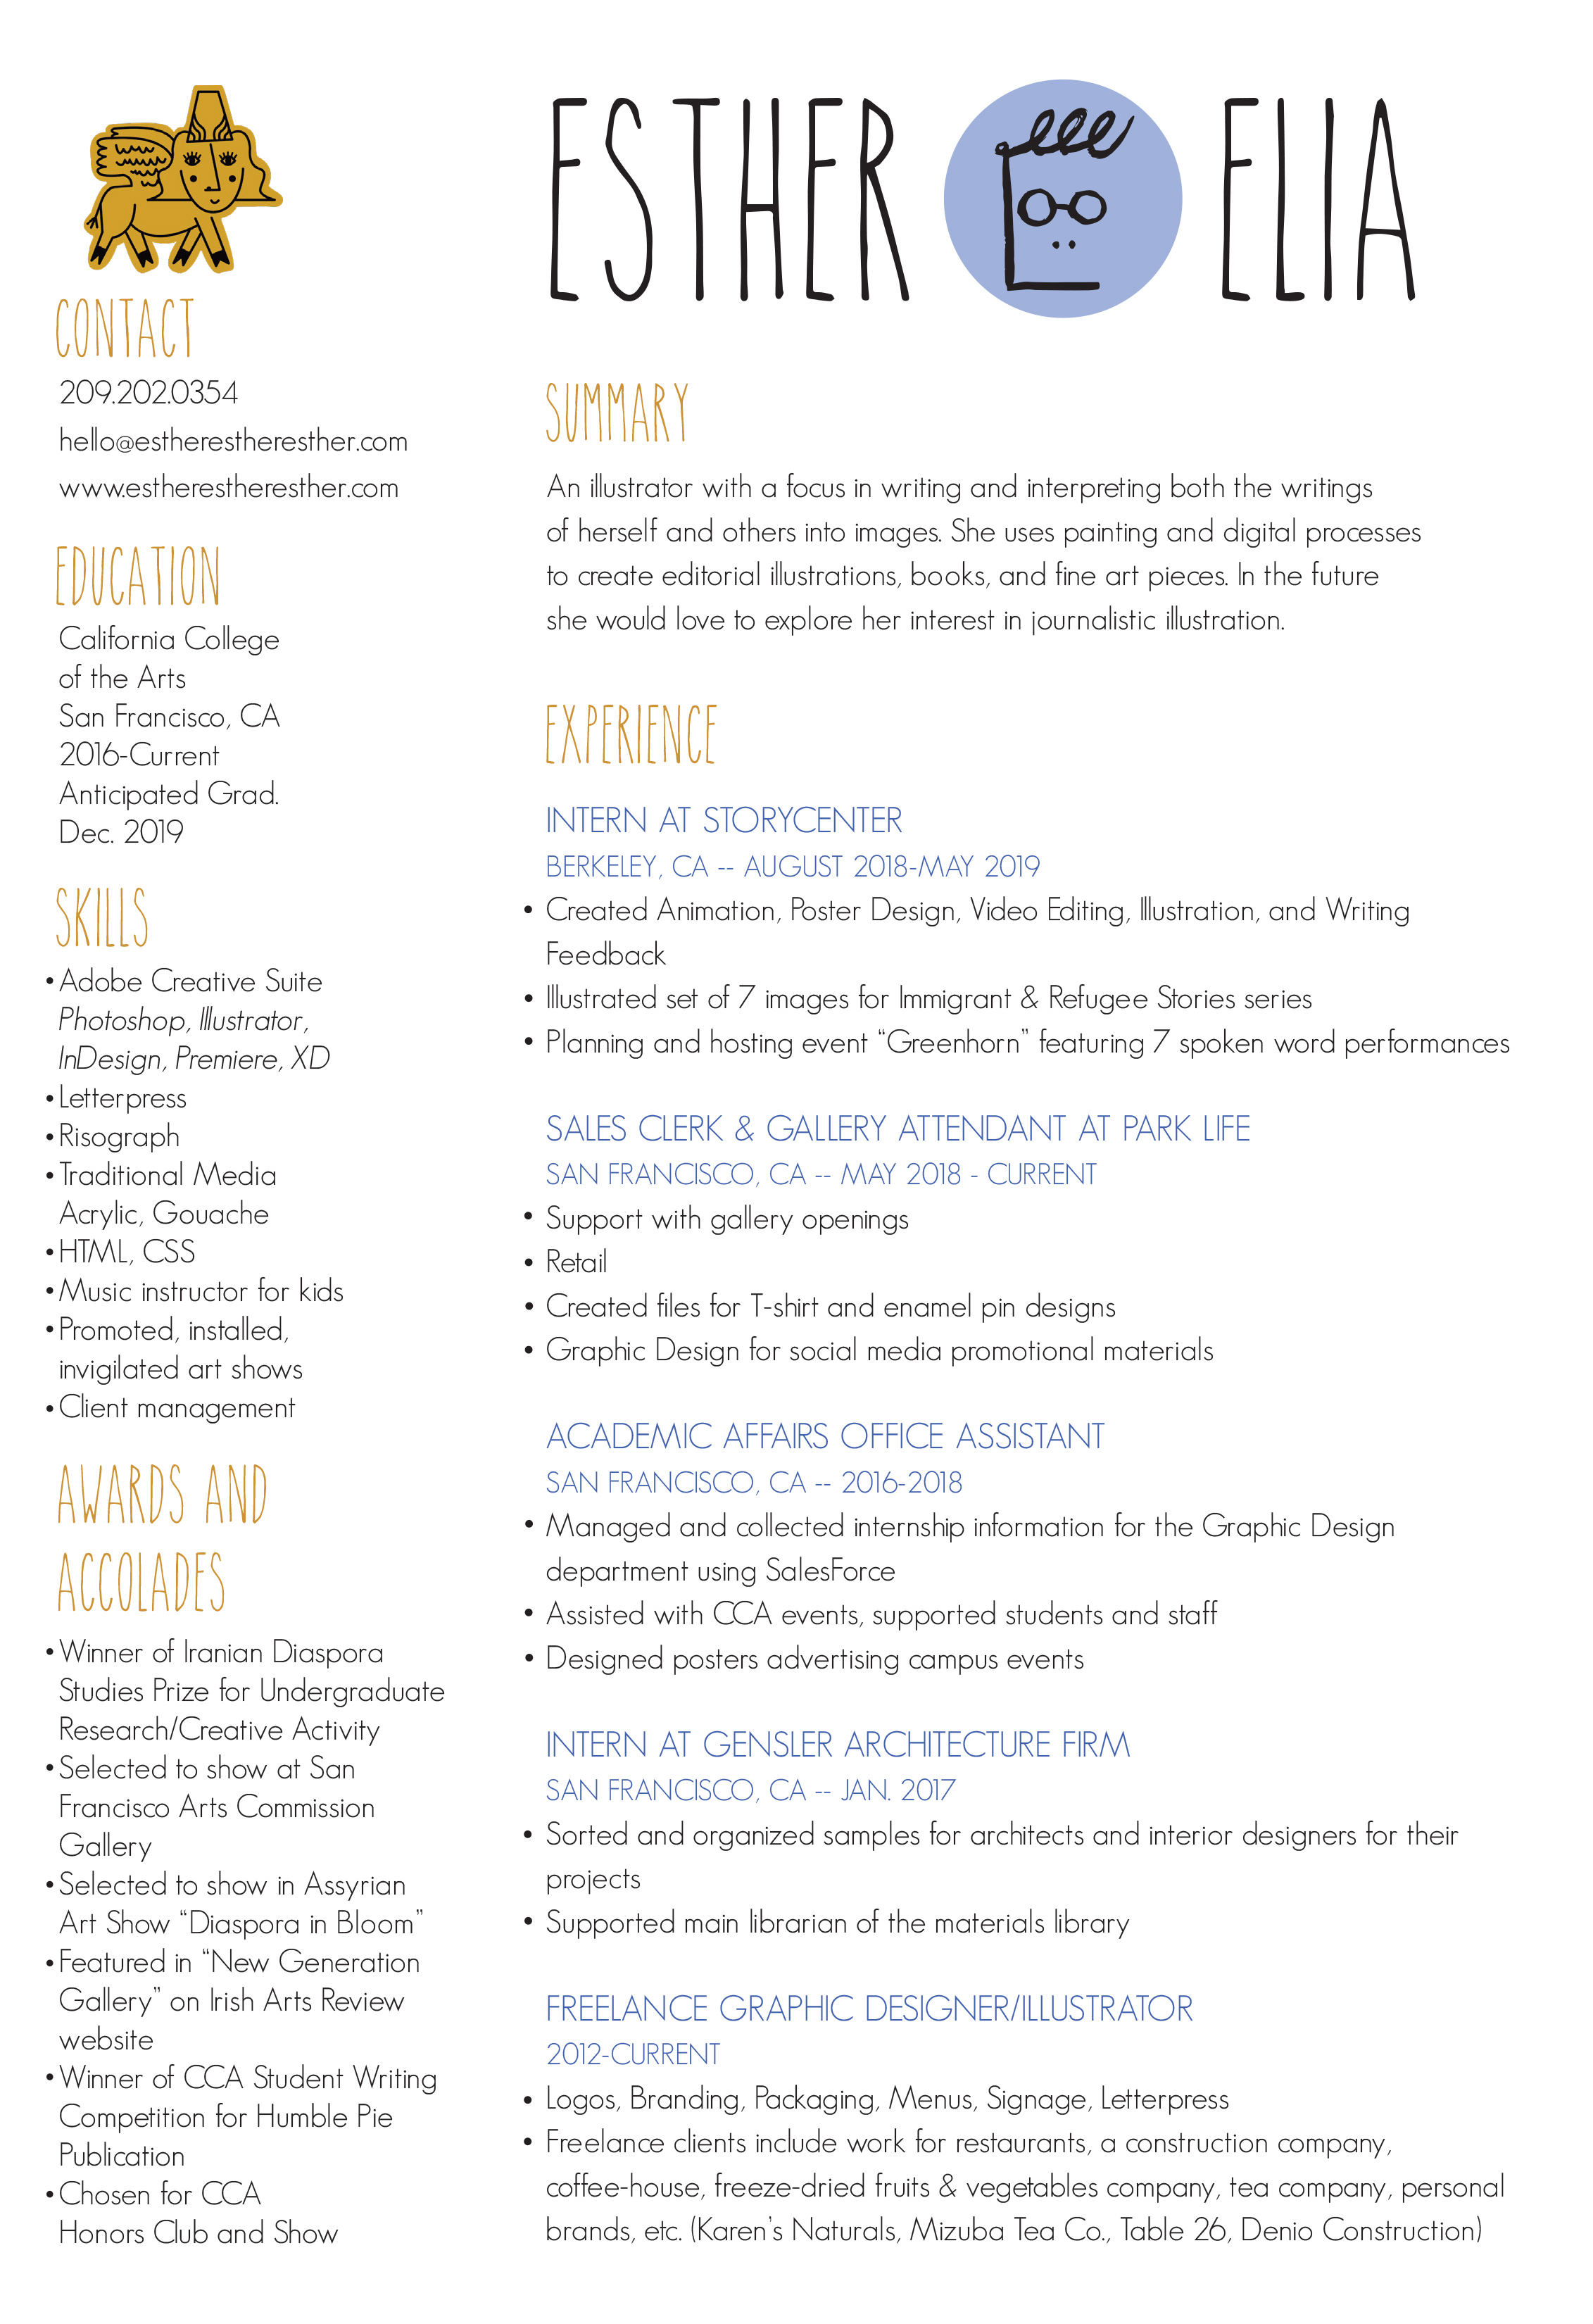 ESTHER ELIA
CONTACT
209.202.0354
hello@estherestheresther.com
www.estherestheresther.com
EDUCATION
California College
of the Arts
San Francisco, CA
2016-Current
Anticipated Grad.
Dec. 2019
SKILLS
•Adobe Creative Suite
Photoshop, Illustrator,
InDesign, Premiere, XD
•Letterpress
•Risograph
•Traditional Media
Acrylic, Gouache
•HTML, CSS
•Music instructor for kids
•Promoted, installed,
invigilated art shows
•Client management
AWARDS AND
ACCOLADES
•Winner of Iranian Diaspora
Studies Prize for Undergraduate
Research/Creative Activity
•Selected to show at San
Francisco Arts Commission
Gallery
•Selected to show in Assyrian
Art Show “Diaspora in Bloom”
•Featured in “New Generation
Gallery” on Irish Arts Review
website
•Winner of CCA Student Writing
Competition for Humble Pie
Publication
•Chosen for CCA
Honors Club and Show
SUMMARY
An illustrator with a focus in writing and interpreting both the writings
of herself and others into images. She uses painting and digital processes
to create editorial illustrations, books, and fine art pieces. In the future
she would love to explore her interest in journalistic illustration.
EXPERIENCE
INTERN AT STORYCENTER
BERKELEY, CA -- AUGUST 2018-MAY 2019
• Created Animation, Poster Design, Video Editing, Illustration, and Writing
Feedback
• Illustrated set of 7 images for Immigrant & Refugee Stories series
• Planning and hosting event “Greenhorn” featuring 7 spoken word performances
SALES CLERK & GALLERY ATTENDANT AT PARK LIFE
SAN FRANCISCO, CA -- MAY 2018 - CURRENT
• Support with gallery openings
• Retail
• Created files for T-shirt and enamel pin designs
• Graphic Design for social media promotional materials
ACADEMIC AFFAIRS OFFICE ASSISTANT
SAN FRANCISCO, CA -- 2016-2018
• Managed and collected internship information for the Graphic Design
department using SalesForce
• Assisted with CCA events, supported students and staff
• Designed posters advertising campus events
INTERN AT GENSLER ARCHITECTURE FIRM
SAN FRANCISCO, CA -- JAN. 2017
• Sorted and organized samples for architects and interior designers for their
projects
• Supported main librarian of the materials library
FREELANCE GRAPHIC DESIGNER/ILLUSTRATOR
2012-CURRENT
• Logos, Branding, Packaging, Menus, Signage, Letterpress
• Freelance clients include work for restaurants, a construction company,
coffee-house, freeze-dried fruits & vegetables company, tea company, personal
brands, etc. (Karen’s Naturals, Mizuba Tea Co., Table 26, Denio Construction)